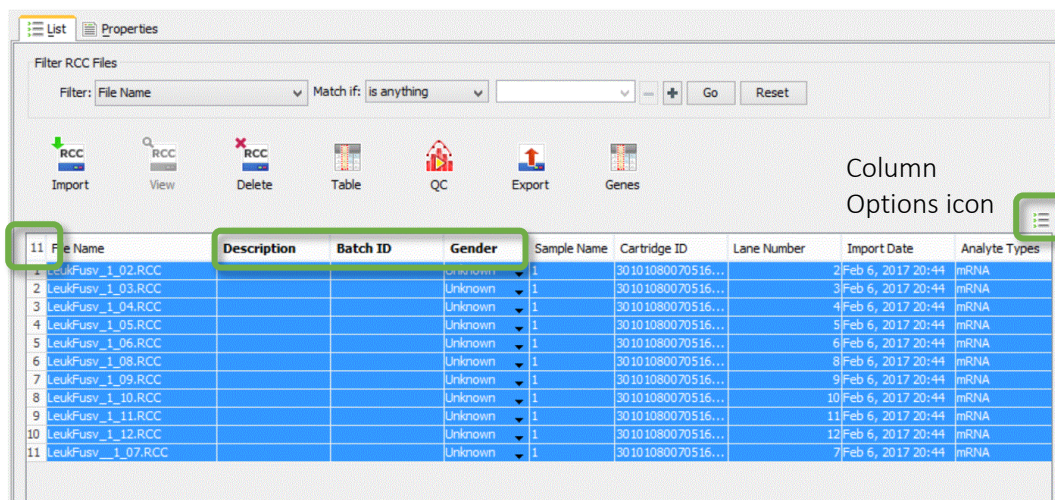 List Properties
Filter RCC Files
Filter: File Name Match if: is anything Go Reset
RCC RCC RCC
Import View Delete Table QC Export Genes
Column
Options icon
11 File Name Description Batch ID Gender Sample Name Cartridge ID Lane Number Import Date Analyte Types
1 LeukFusv_1_02.RCC Unknown 1 30101080070516... 2 Feb 6, 2017 20:44 mRNA
2 LeukFusv_1_03.RCC Unknown 1 30101080070516... 3 Feb 6, 2017 20:44 mRNA
3 LeukFusv_1_04.RCC Unknown 1 30101080070516... 4 Feb 6, 2017 20:44 mRNA
4 LeukFusv_1_05.RCC Unknown 1 30101080070516... 5 Feb 6, 2017 20:44 mRNA
5 LeukFusv_1_06.RCC Unknown 1 30101080070516... 6 Feb 6, 2017 20:44 mRNA
6 LeukFusv_1_08.RCC Unknown 1 30101080070516... 8 Feb 6, 2017 20:44 mRNA
7 LeukFusv_1_09.RCC Unknown 1 30101080070516... 9 Feb 6, 2017 20:44 mRNA
8 LeukFusv_1_10.RCC Unknown 1 30101080070516... 10 Feb 6, 2017 20:44 mRNA
9 LeukFusv_1_11.RCC Unknown 1 30101080070516... 11 Feb 6, 2017 20:44 mRNA
10 LeukFusv_1_12.RCC Unknown 1 30101080070516... 12 Feb 6, 2017 20:44 mRNA
11 LeukFusv__1_07.RCC Unknown 1 30101080070516... 7 Feb 6, 2017 20:44 mRNA